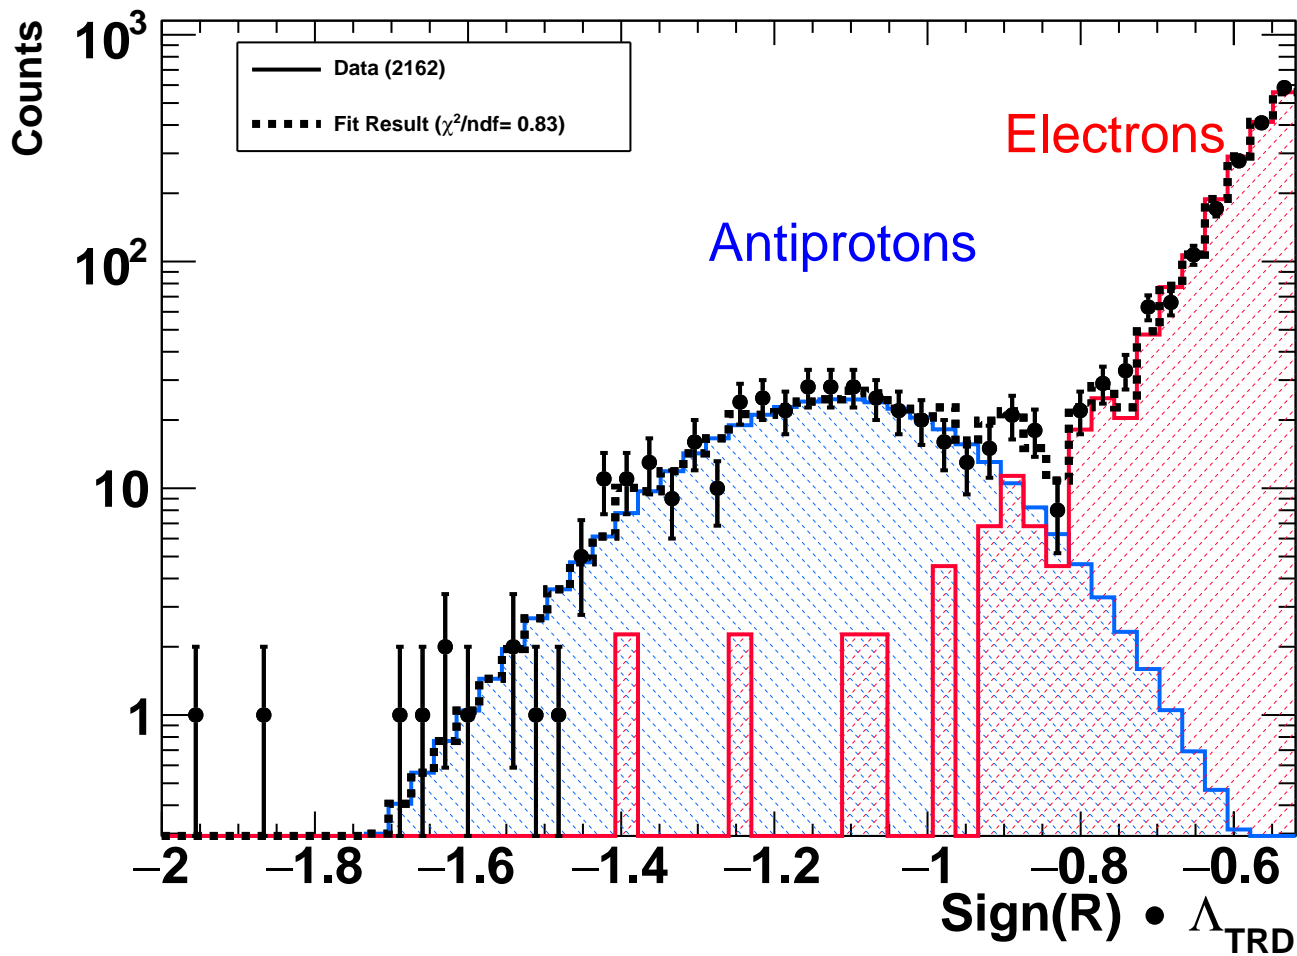 Counts
10³
10²
10
1
Data (2162)
Fit Result (χ²/ndf= 0.83)
Electrons
Antiprotons
−2 −1.8 −1.6 −1.4 −1.2 −1 −0.8 −0.6
Sign(R) • Λ_TRD